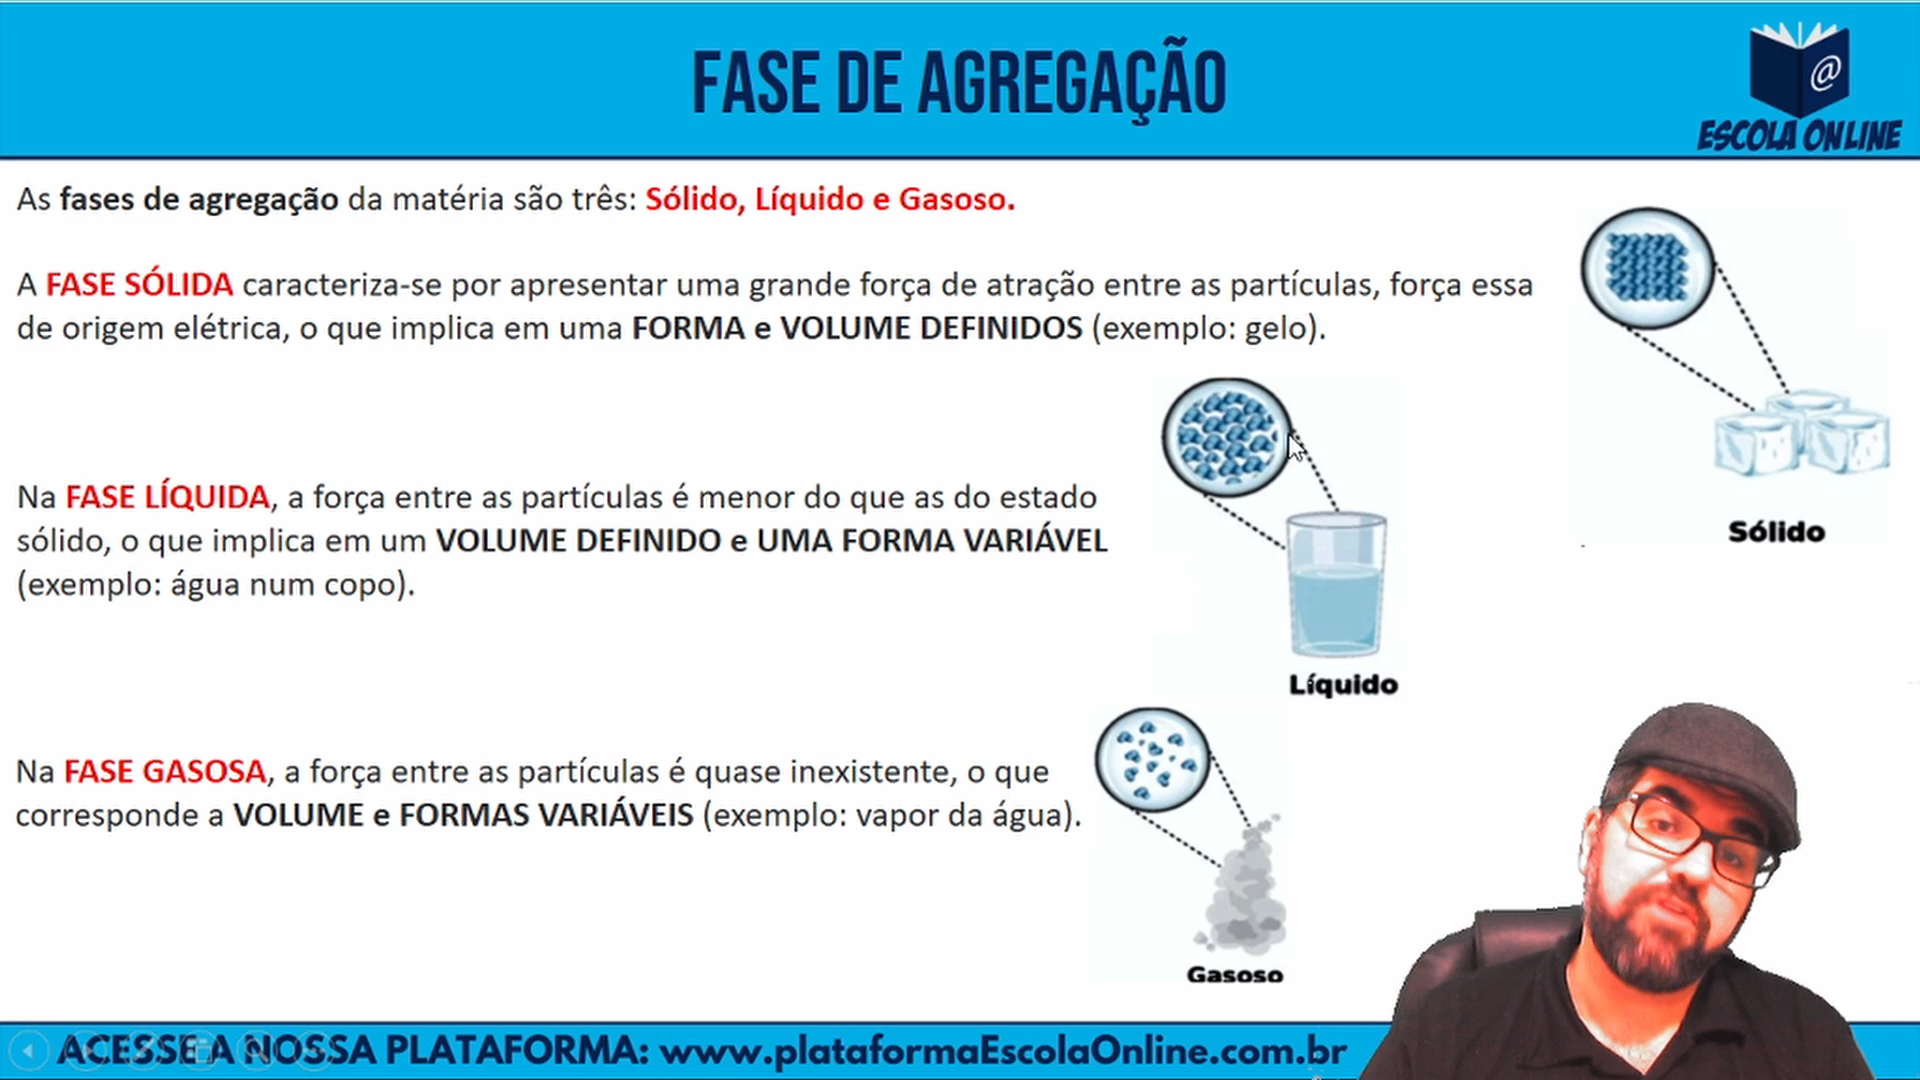 FASE DE AGREGAÇÃO
@
ESCOLA ONLINE
As fases de agregação da matéria são três: Sólido, Líquido e Gasoso.
A FASE SÓLIDA caracteriza-se por apresentar uma grande força de atração entre as partículas, força essa
de origem elétrica, o que implica em uma FORMA e VOLUME DEFINIDOS (exemplo: gelo).
Sólido
Na FASE LÍQUIDA, a força entre as partículas é menor do que as do estado
sólido, o que implica em um VOLUME DEFINIDO e UMA FORMA VARIÁVEL
(exemplo: água num copo).
Líquido
Na FASE GASOSA, a força entre as partículas é quase inexistente, o que
corresponde a VOLUME e FORMAS VARIÁVEIS (exemplo: vapor da água).
Gasoso
ACESSE A NOSSA PLATAFORMA: www.plataformaEscolaOnline.com.br